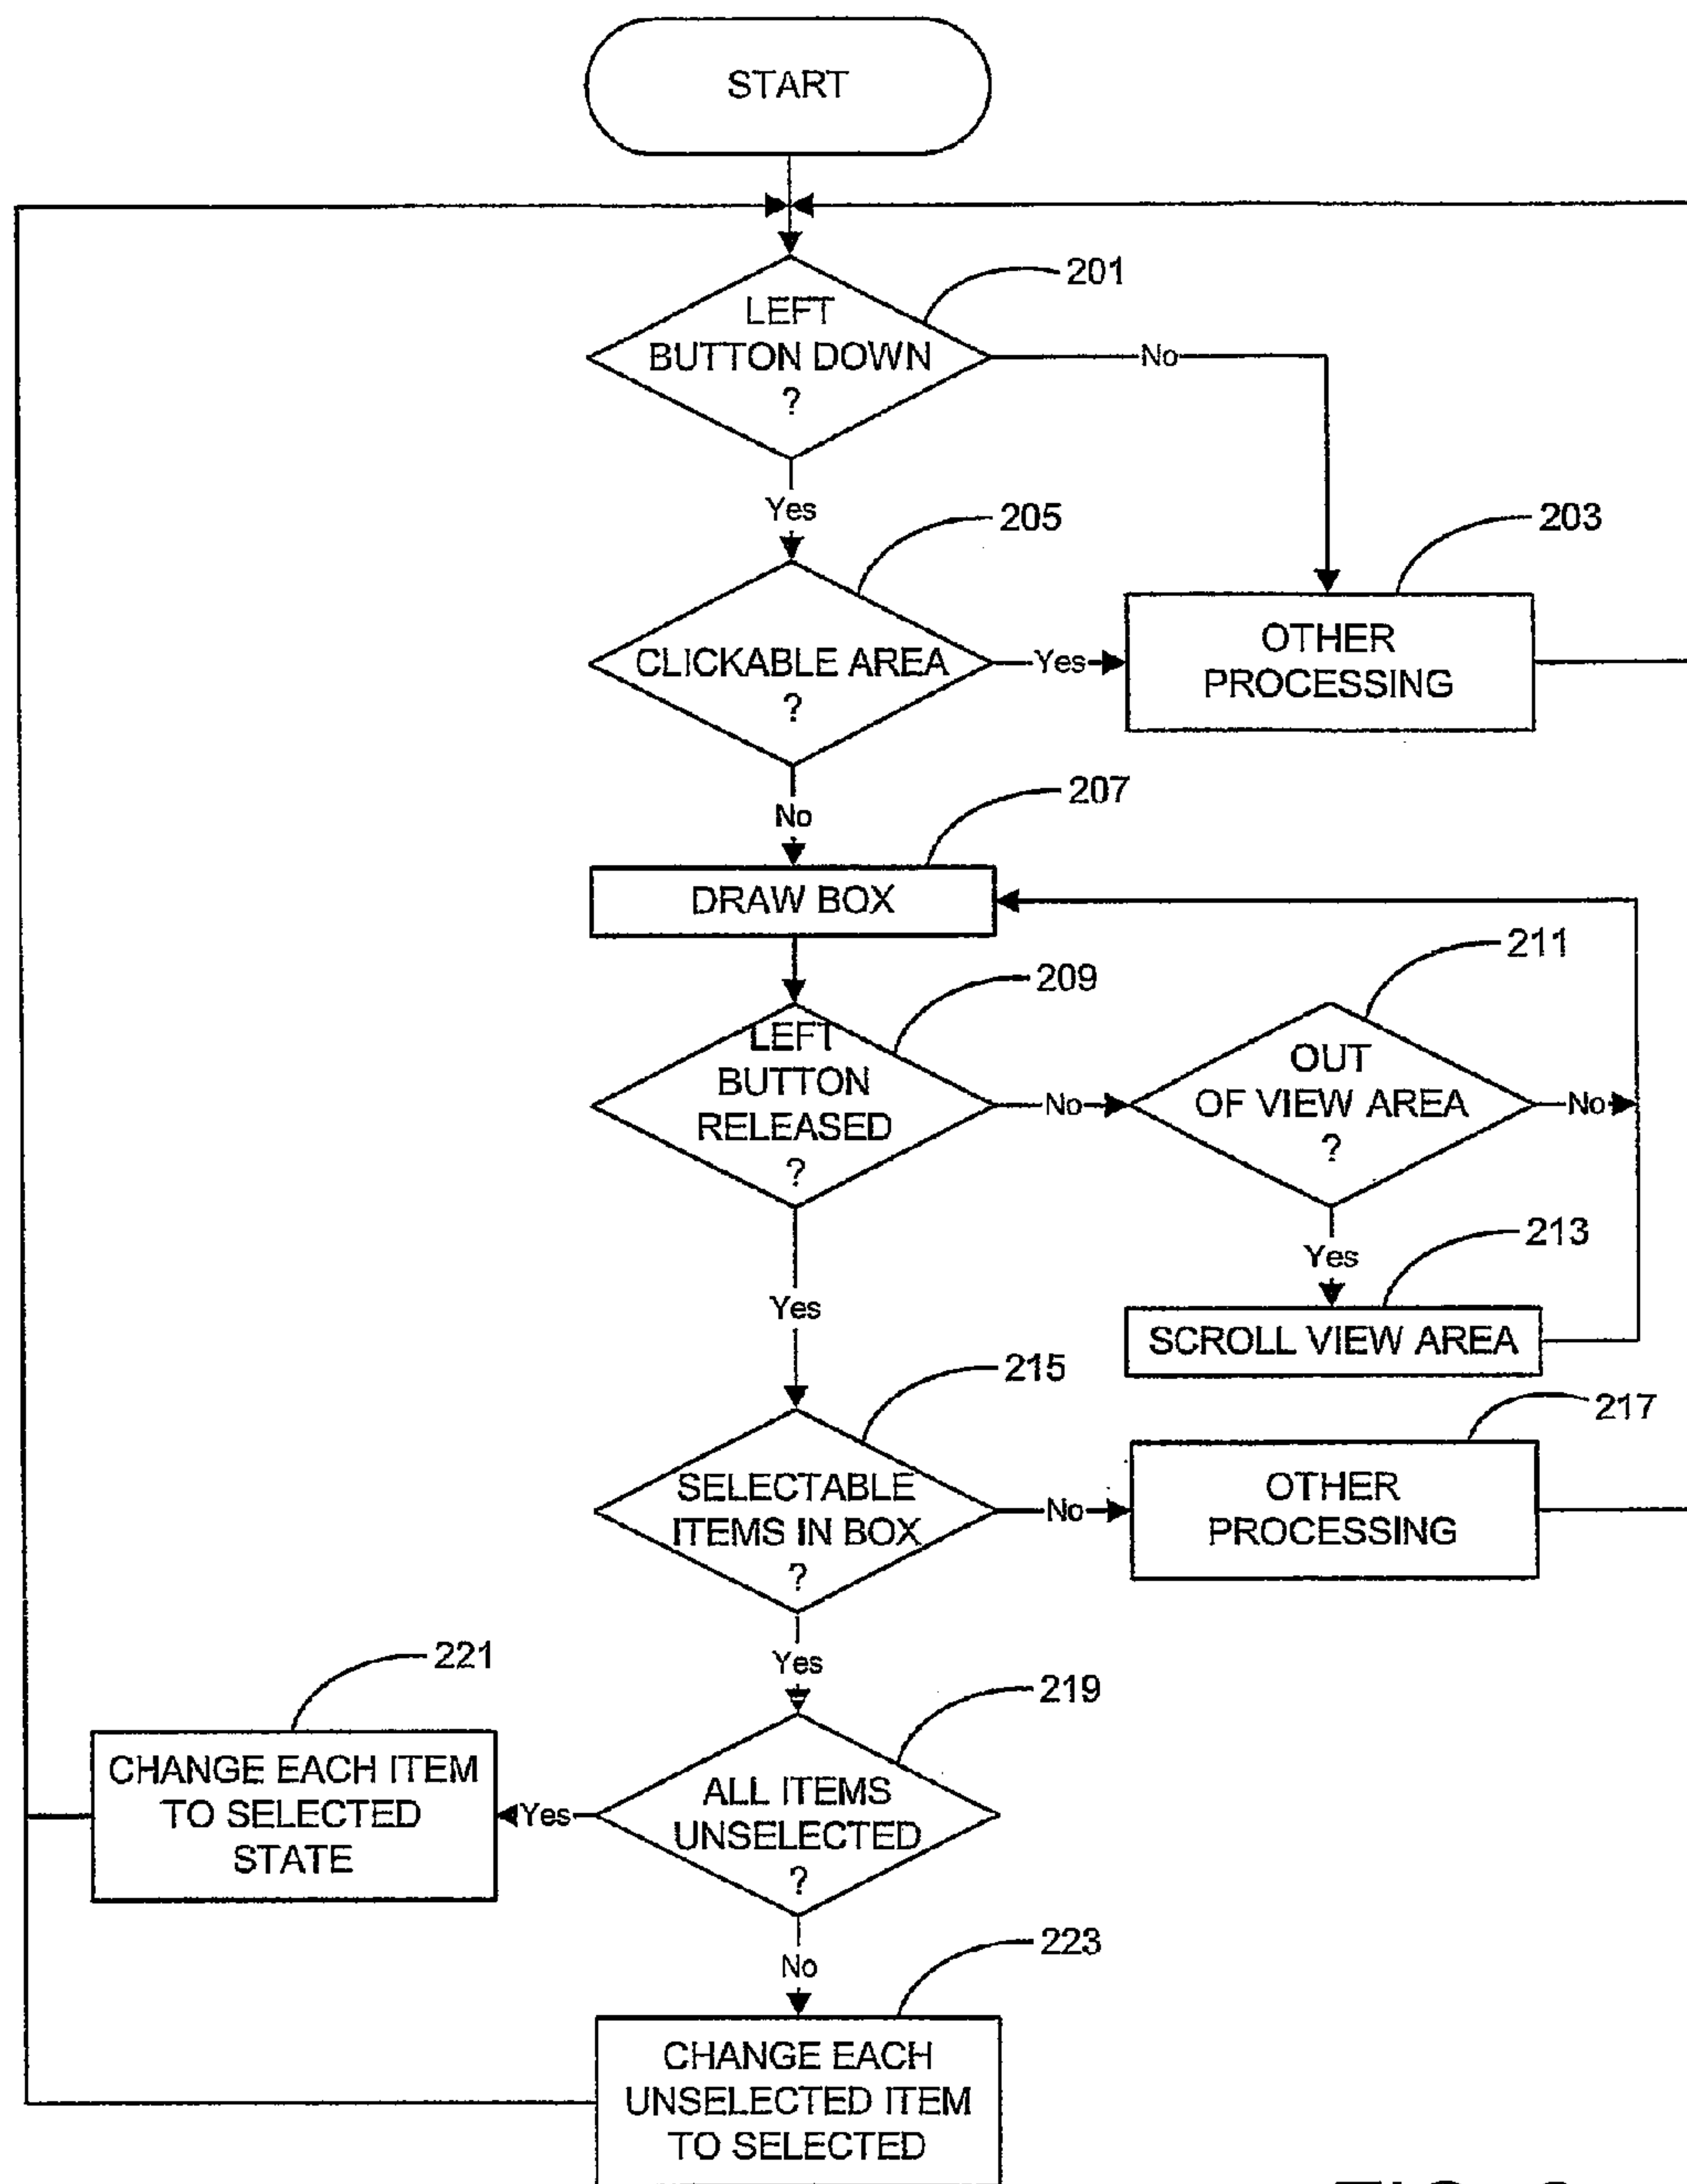 START
LEFT
BUTTON DOWN
?
201
No
Yes
205
203
CLICKABLE AREA
?
Yes
OTHER
PROCESSING
No
207
DRAW BOX
209
211
LEFT
BUTTON
RELEASED
?
No
OUT
OF VIEW AREA
?
No
Yes
213
SCROLL VIEW AREA
Yes
215
217
SELECTABLE
ITEMS IN BOX
?
No
OTHER
PROCESSING
Yes
221
219
CHANGE EACH ITEM
TO SELECTED
STATE
Yes
ALL ITEMS
UNSELECTED
?
No
223
CHANGE EACH
UNSELECTED ITEM
TO SELECTED